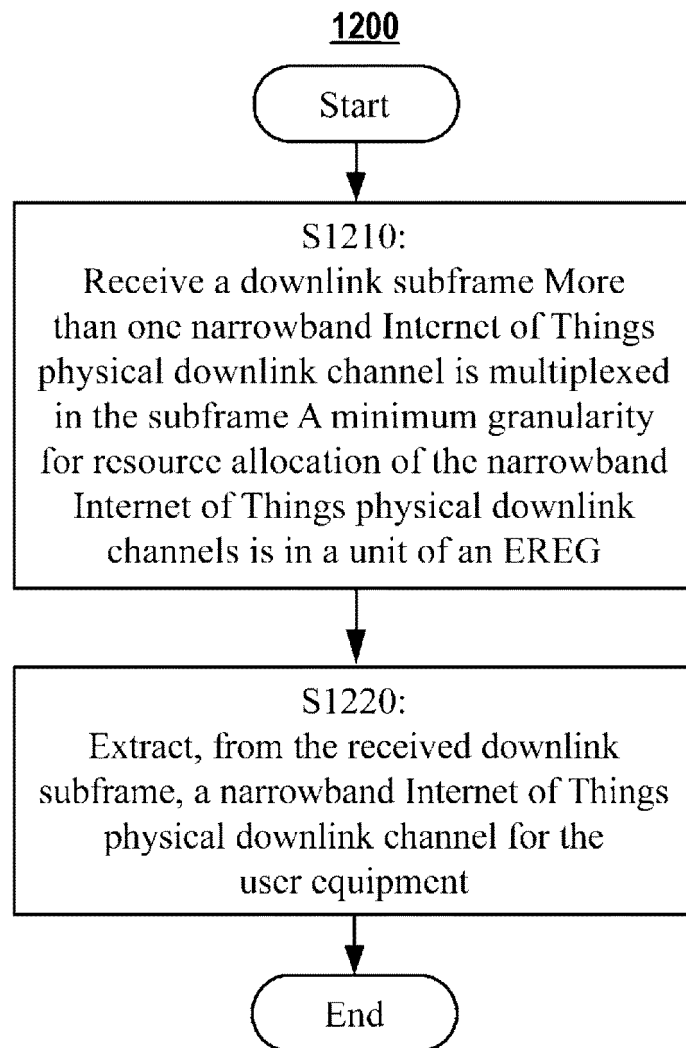 1200
Start
S1210:
Receive a downlink subframe More
than one narrowband Internet of Things
physical downlink channel is multiplexed
in the subframe A minimum granularity
for resource allocation of the narrowband
Internet of Things physical downlink
channels is in a unit of an EREG
S1220:
Extract, from the received downlink
subframe, a narrowband Internet of Things
physical downlink channel for the
user equipment
End